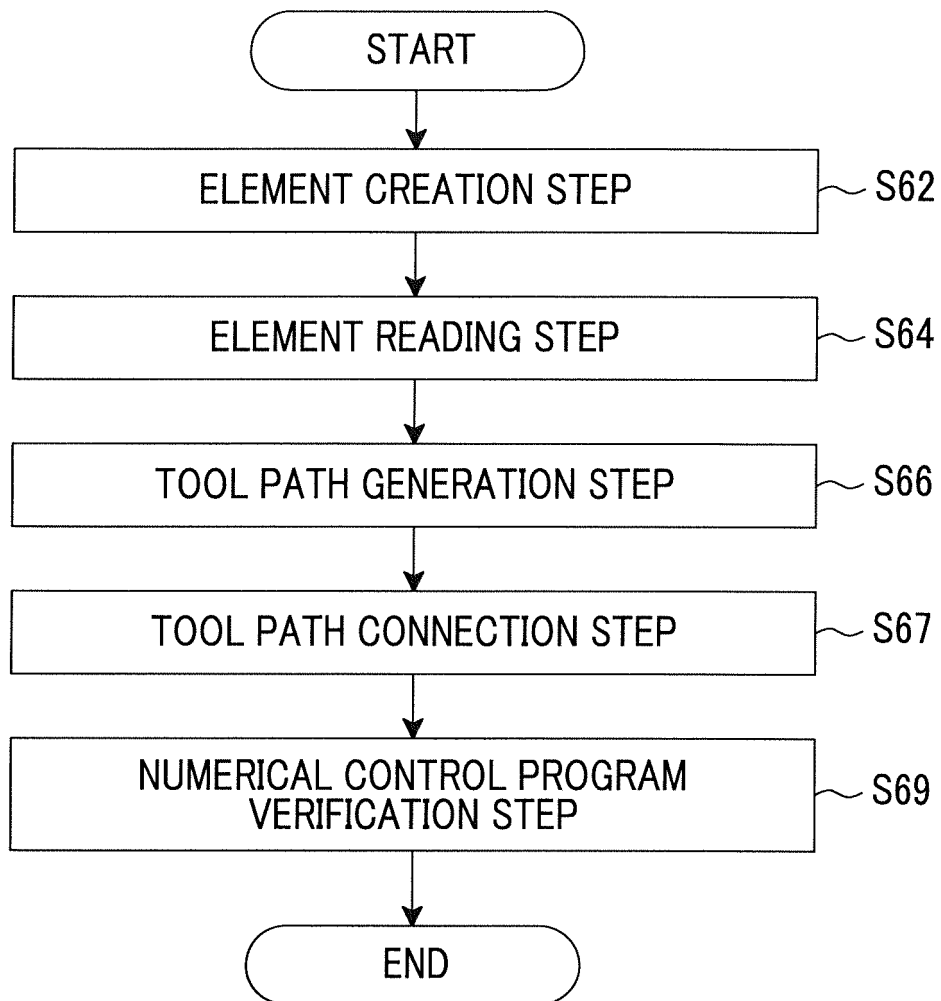 START
ELEMENT CREATION STEP
S62
ELEMENT READING STEP
S64
TOOL PATH GENERATION STEP
S66
TOOL PATH CONNECTION STEP
S67
NUMERICAL CONTROL PROGRAM
VERIFICATION STEP
S69
END